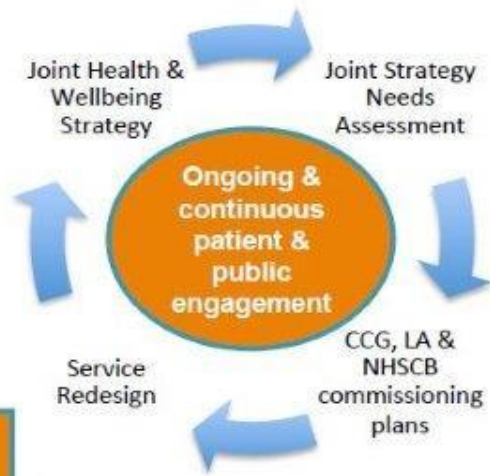 Joint Health &
Wellbeing
Strategy
Joint Strategy
Needs
Assessment
Ongoing &
continuous
patient &
public
engagement
CCG, LA &
NHSCB
commissioning
plans
Service
Redesign